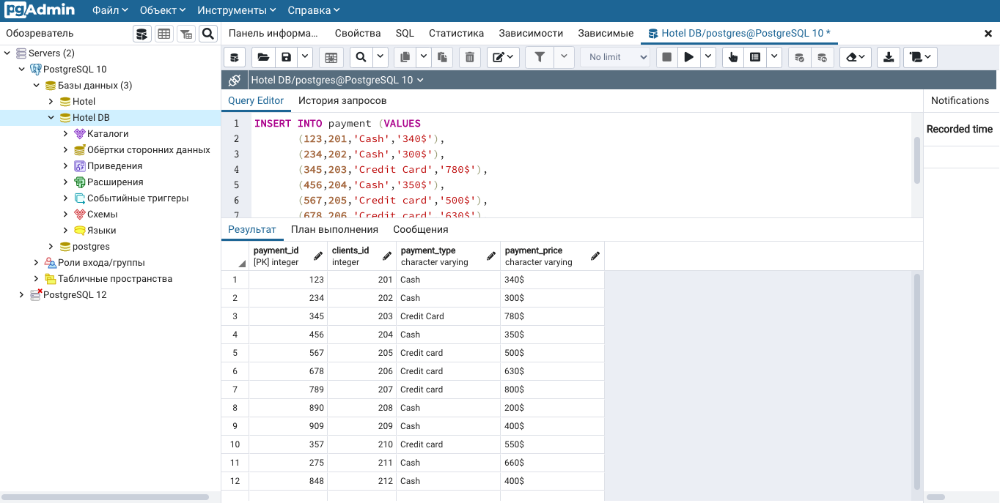 pgAdmin Файл Объект Инструменты Справка
Обозреватель
Servers (2)
PostgreSQL 10
Базы данных (3)
Hotel
Hotel DB
Каталоги
Обёртки сторонних данных
Приведения
Расширения
Событийные триггеры
Схемы
Языки
postgres
Роли входа/группы
Табличные пространства
PostgreSQL 12
Панель информа... Свойства SQL Статистика Зависимости Зависимые Hotel DB/postgres@PostgreSQL 10 *
No limit
Hotel DB/postgres@PostgreSQL 10
Query Editor История запросов
1 INSERT INTO payment (VALUES
2 (123,201,'Cash','340$'),
3 (234,202,'Cash','300$'),
4 (345,203,'Credit Card','780$'),
5 (456,204,'Cash','350$'),
6 (567,205,'Credit card','500$'),
7 (678,206,'Credit card','630$')
Notifications
Recorded time
Результат План выполнения Сообщения
payment_id clients_id payment_type payment_price
[PK] integer integer character varying character varying
1 123 201 Cash 340$
2 234 202 Cash 300$
3 345 203 Credit Card 780$
4 456 204 Cash 350$
5 567 205 Credit card 500$
6 678 206 Credit card 630$
7 789 207 Credit card 800$
8 890 208 Cash 200$
9 909 209 Cash 400$
10 357 210 Credit card 550$
11 275 211 Cash 660$
12 848 212 Cash 400$